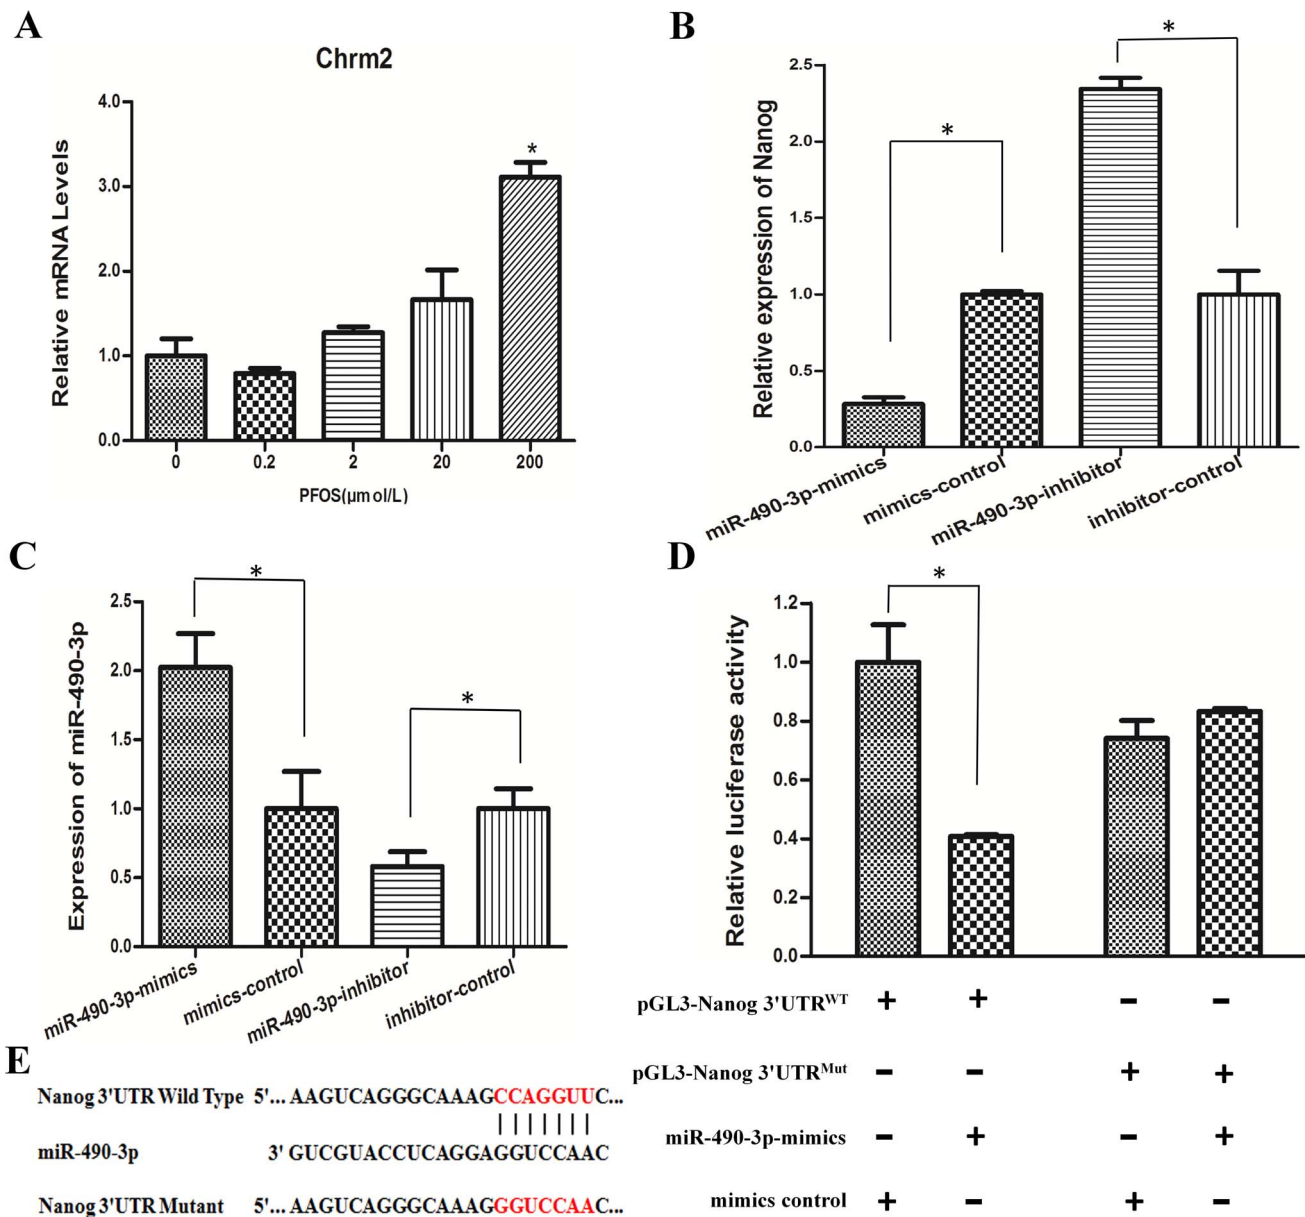 A
Chrm2
Relative mRNA Levels
4.0
3.0
2.0
1.0
0.0
0 0.2 2 20 200
*
PFOS(µmol/L)
B
Relative expression of Nanog
2.5
2.0
1.5
1.0
0.5
0.0
* *
miR-490-3p-mimics
mimics-control
miR-490-3p-inhibitor
inhibitor-control
C
Expression of miR-490-3p
2.5
2.0
1.5
1.0
0.5
0.0
* *
miR-490-3p-mimics
mimics-control
miR-490-3p-inhibitor
inhibitor-control
D
Relative luciferase activity
1.2
1.0
0.8
0.6
0.4
0.2
0.0
*
pGL3-Nanog 3'UTRWT + + - -
pGL3-Nanog 3'UTRMut - - + +
miR-490-3p-mimics - + - +
mimics control + - + -
E
Nanog 3'UTR Wild Type 5'... AAGUCAGGGCAAAGCCAGGUUC...
| | | | | | |
miR-490-3p 3' GUCGUACCUCAGGAGGUCCAAC
Nanog 3'UTR Mutant 5'... AAGUCAGGGCAAAGGGUCCAAC...